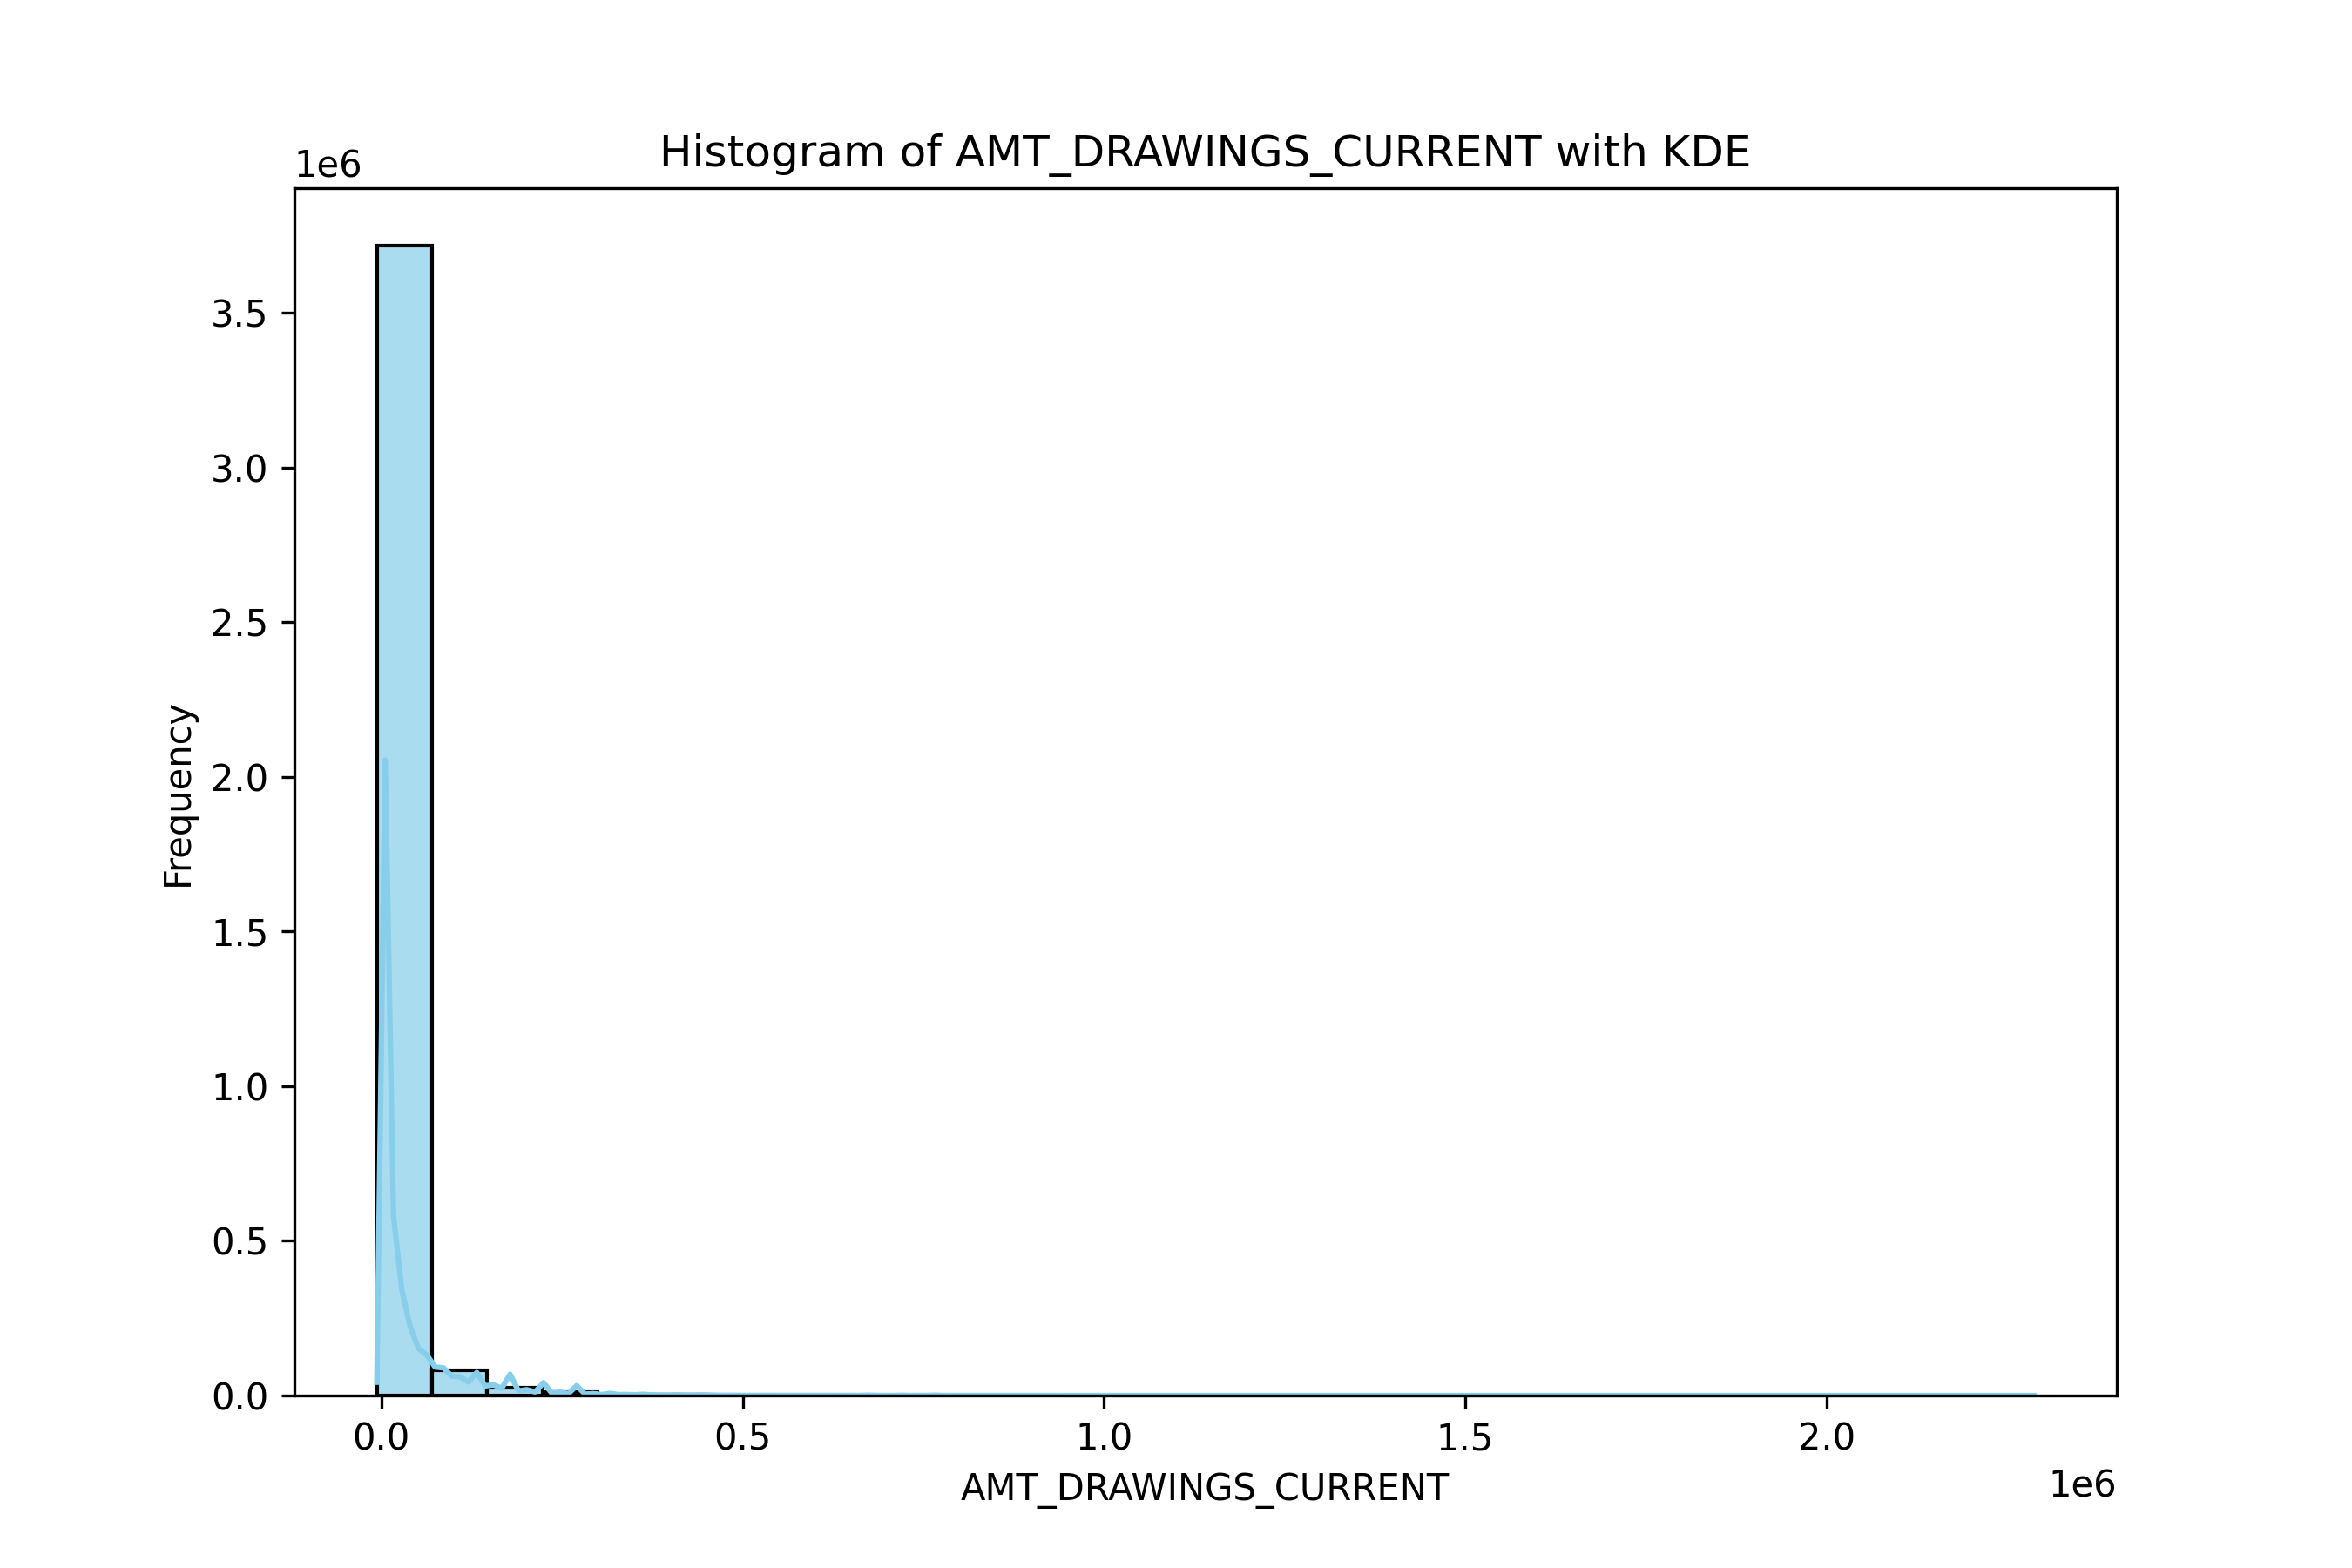 Histogram of AMT_DRAWINGS_CURRENT with KDE
1e6
3.5
3.0
2.5
2.0
1.5
1.0
0.5
0.0
Frequency
0.0 0.5 1.0 1.5 2.0
1e6
AMT_DRAWINGS_CURRENT